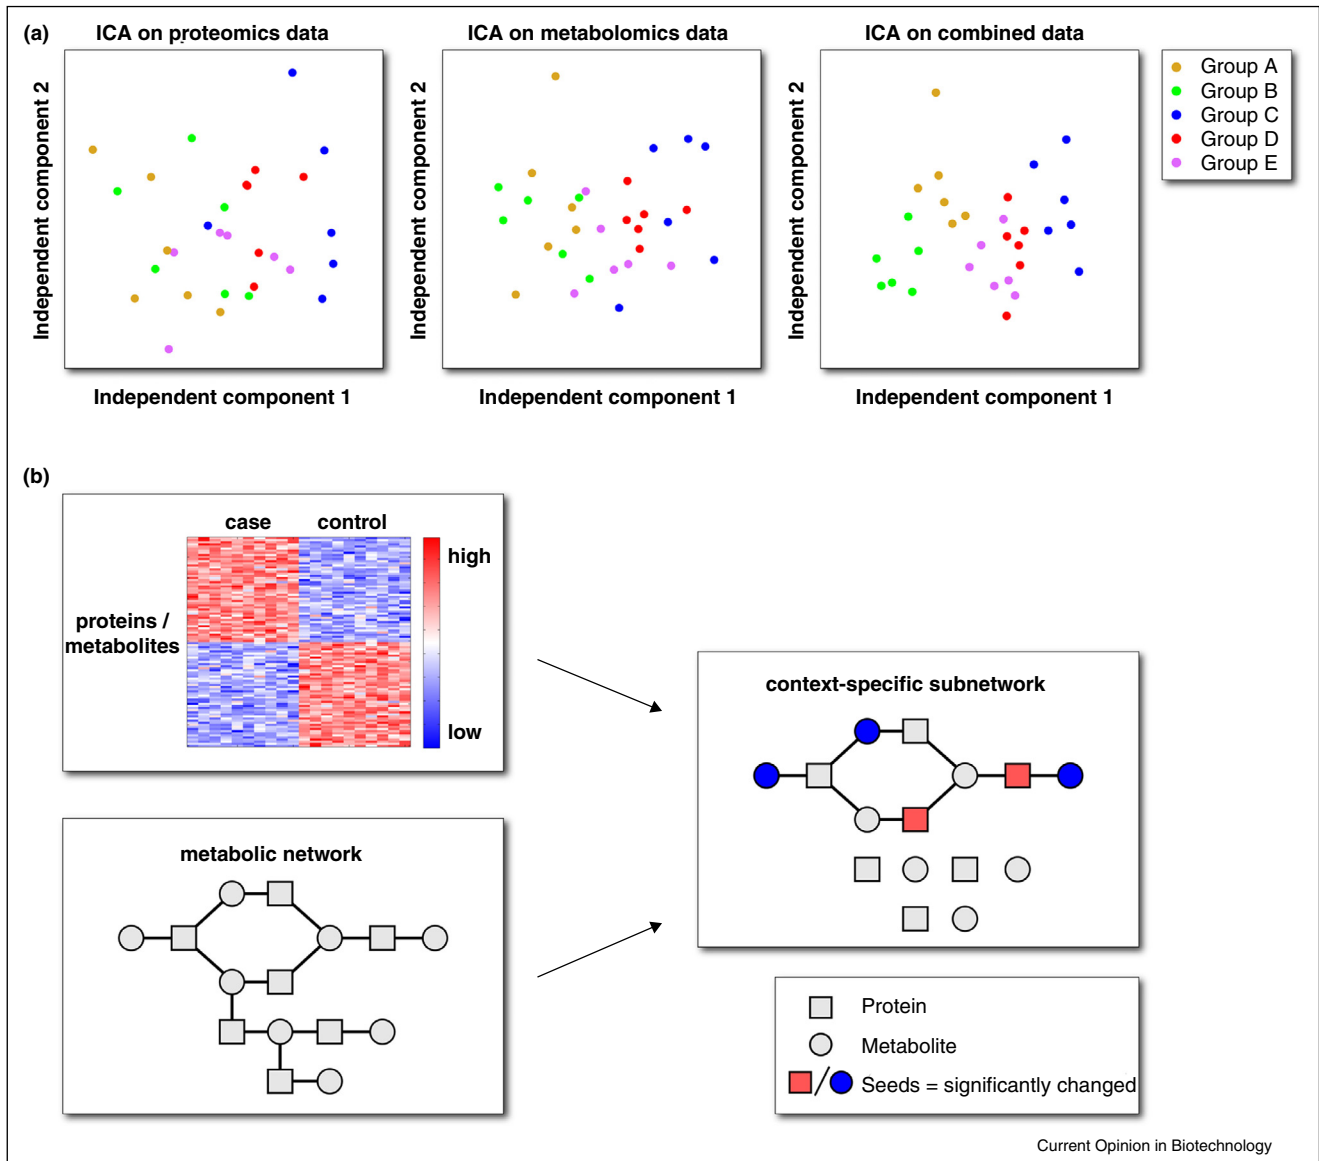 (a)
ICA on proteomics data
ICA on metabolomics data
ICA on combined data
Independent component 2
Independent component 2
Independent component 2
Independent component 1
Independent component 1
Independent component 1
Group A
Group B
Group C
Group D
Group E
(b)
case control
high
proteins /
metabolites
low
metabolic network
context-specific subnetwork
Protein
Metabolite
/ Seeds = significantly changed
Current Opinion in Biotechnology